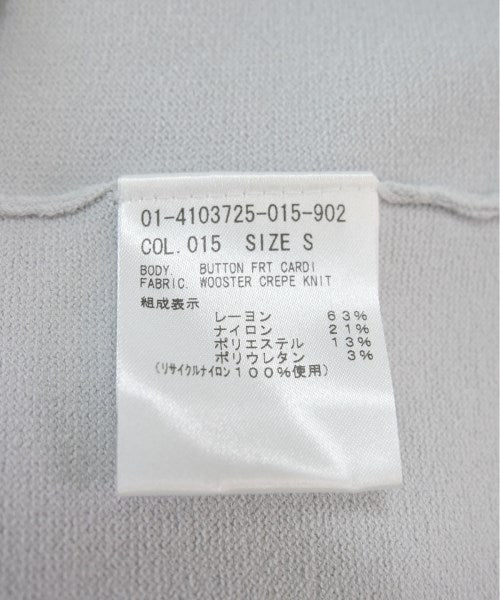 01-4103725-015-902
COL. 015 SIZE S
BODY. BUTTON FRT CARDI
FABRIC. WOOSTER CREPE KNIT
組成表示
レーヨン 63%
ナイロン 21%
ポリエステル 13%
ポリウレタン 3%
(リサイクルナイロン100%使用)